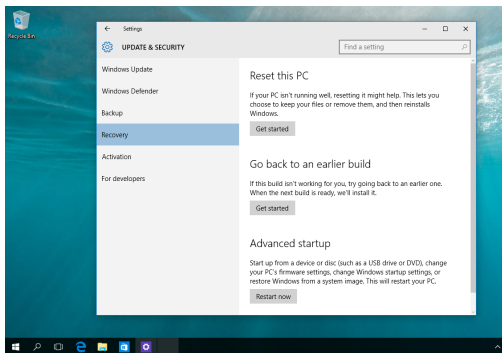 Recycle Bin
Settings
UPDATE & SECURITY
Find a setting
Windows Update
Windows Defender
Backup
Recovery
Activation
For developers
Reset this PC
If your PC isn't running well, resetting it might help. This lets you
choose to keep your files or remove them, and then reinstalls
Windows.
Get started
Go back to an earlier build
If this build isn't working for you, try going back to an earlier one.
When the next build is ready, we'll install it.
Get started
Advanced startup
Start up from a device or disc (such as a USB drive or DVD), change
your PC's firmware settings, change Windows startup settings, or
restore Windows from a system image. This will restart your PC.
Restart now